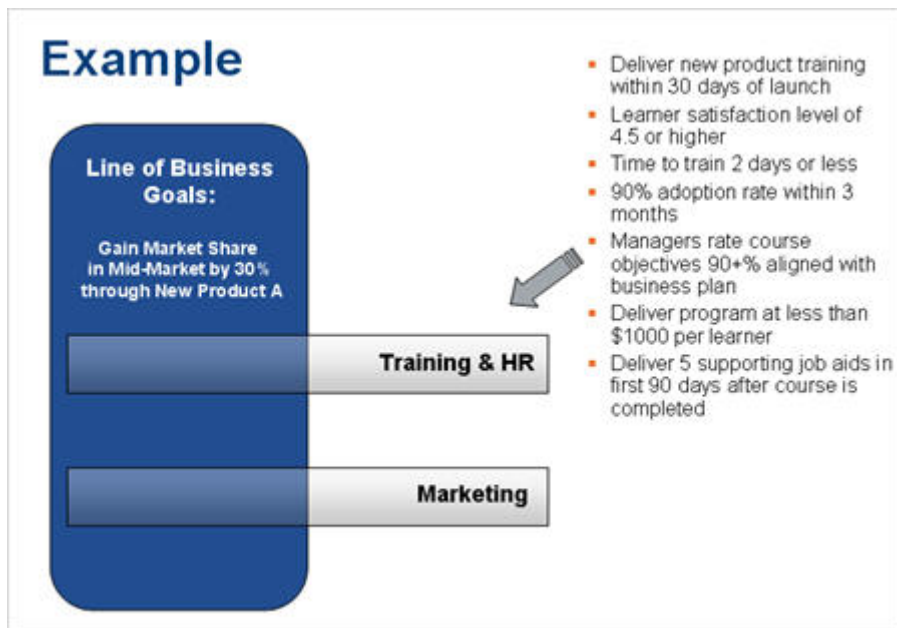 Example
Line of Business
Goals:
Gain Market Share
in Mid-Market by 30%
through New Product A
Training & HR
Marketing
▪ Deliver new product training
within 30 days of launch
▪ Learner satisfaction level of
4.5 or higher
▪ Time to train 2 days or less
▪ 90% adoption rate within 3
months
▪ Managers rate course
objectives 90+% aligned with
business plan
▪ Deliver program at less than
$1000 per learner
▪ Deliver 5 supporting job aids in
first 90 days after course is
completed